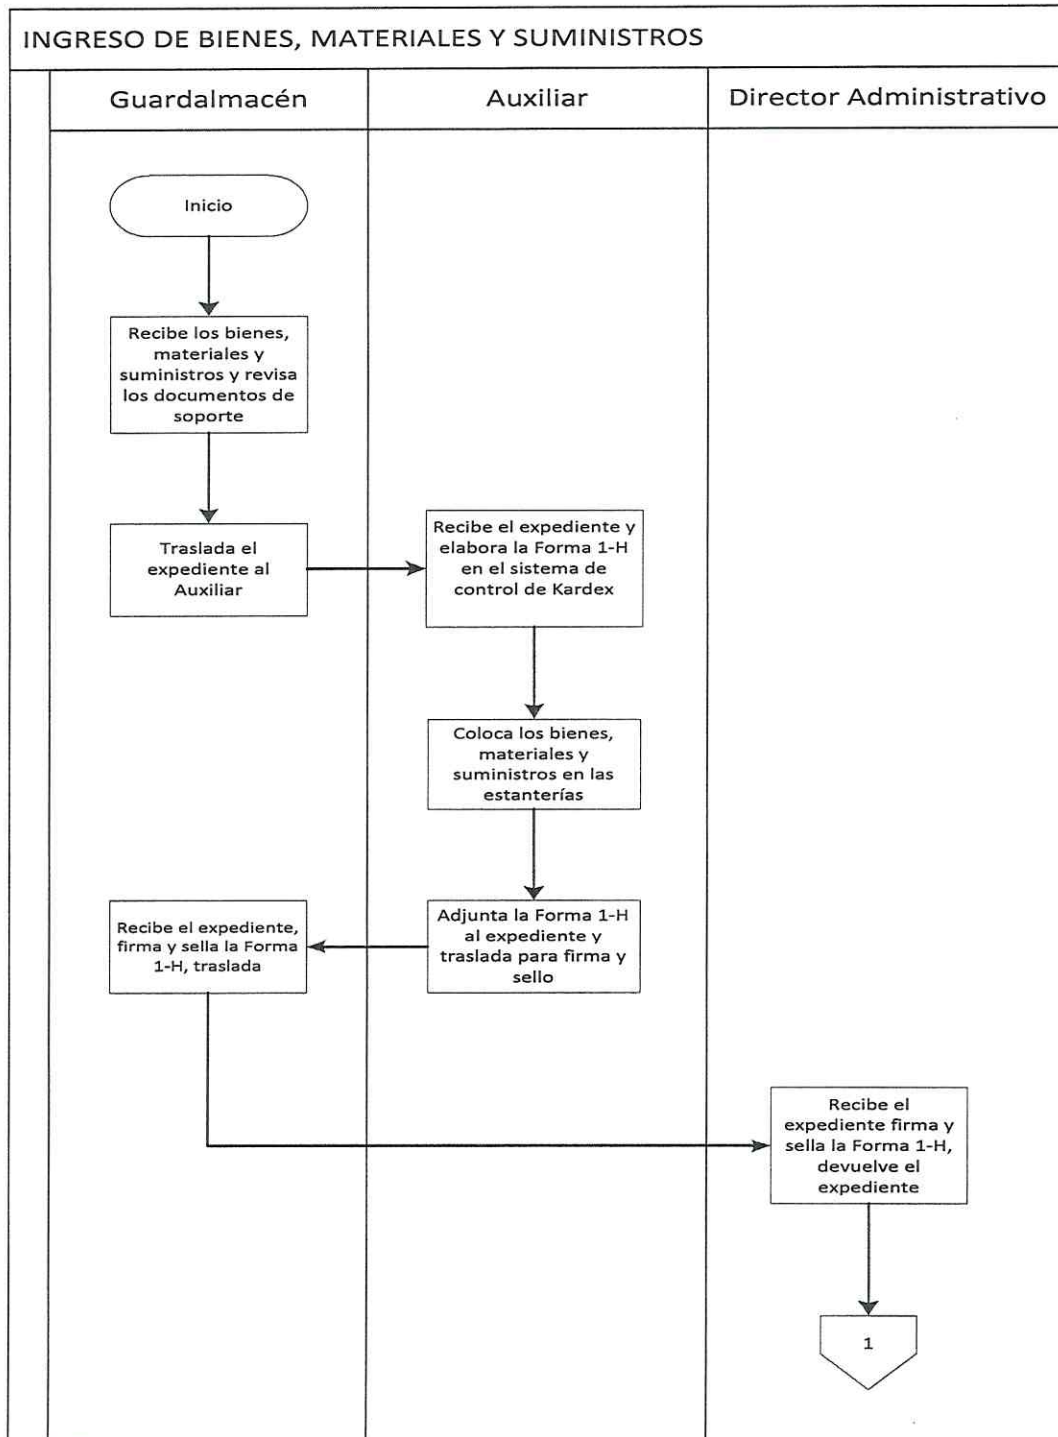 INGRESO DE BIENES, MATERIALES Y SUMINISTROS
Guardalmacén
Auxiliar
Director Administrativo
Inicio
Recibe los bienes,
materiales y
suministros y revisa
los documentos de
soporte
Traslada el
expediente al
Auxiliar
Recibe el expediente y
elabora la Forma 1-H
en el sistema de
control de Kardex
Coloca los bienes,
materiales y
suministros en las
estanterías
Adjunta la Forma 1-H
al expediente y
traslada para firma y
sello
Recibe el expediente,
firma y sella la Forma
1-H, traslada
Recibe el
expediente firma y
sella la Forma 1-H,
devuelve el
expediente
1